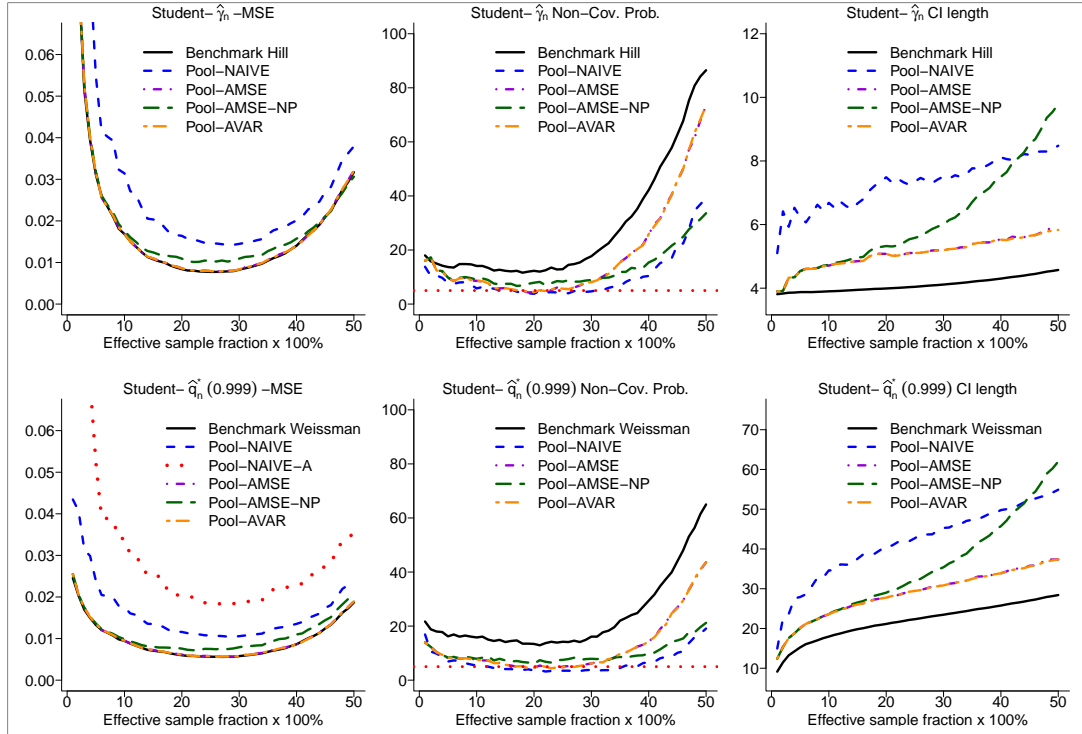 Student− γ̂ₙ −MSE
0.06
0.05
0.04
0.03
0.02
0.01
0.00
Benchmark Hill
Pool−NAIVE
Pool−AMSE
Pool−AMSE−NP
Pool−AVAR
0 10 20 30 40 50
Effective sample fraction x 100%
Student− γ̂ₙ Non−Cov. Prob.
100
80
60
40
20
0
Benchmark Hill
Pool−NAIVE
Pool−AMSE
Pool−AMSE−NP
Pool−AVAR
0 10 20 30 40 50
Effective sample fraction x 100%
Student− γ̂ₙ CI length
12
10
8
6
4
Benchmark Hill
Pool−NAIVE
Pool−AMSE
Pool−AMSE−NP
Pool−AVAR
0 10 20 30 40 50
Effective sample fraction x 100%
Student− q̂*ₙ (0.999) −MSE
0.06
0.05
0.04
0.03
0.02
0.01
0.00
Benchmark Weissman
Pool−NAIVE
Pool−NAIVE−A
Pool−AMSE
Pool−AMSE−NP
Pool−AVAR
0 10 20 30 40 50
Effective sample fraction x 100%
Student− q̂*ₙ (0.999) Non−Cov. Prob.
100
80
60
40
20
0
Benchmark Weissman
Pool−NAIVE
Pool−AMSE
Pool−AMSE−NP
Pool−AVAR
0 10 20 30 40 50
Effective sample fraction x 100%
Student− q̂*ₙ (0.999) CI length
70
60
50
40
30
20
10
Benchmark Weissman
Pool−NAIVE
Pool−AMSE
Pool−AMSE−NP
Pool−AVAR
0 10 20 30 40 50
Effective sample fraction x 100%